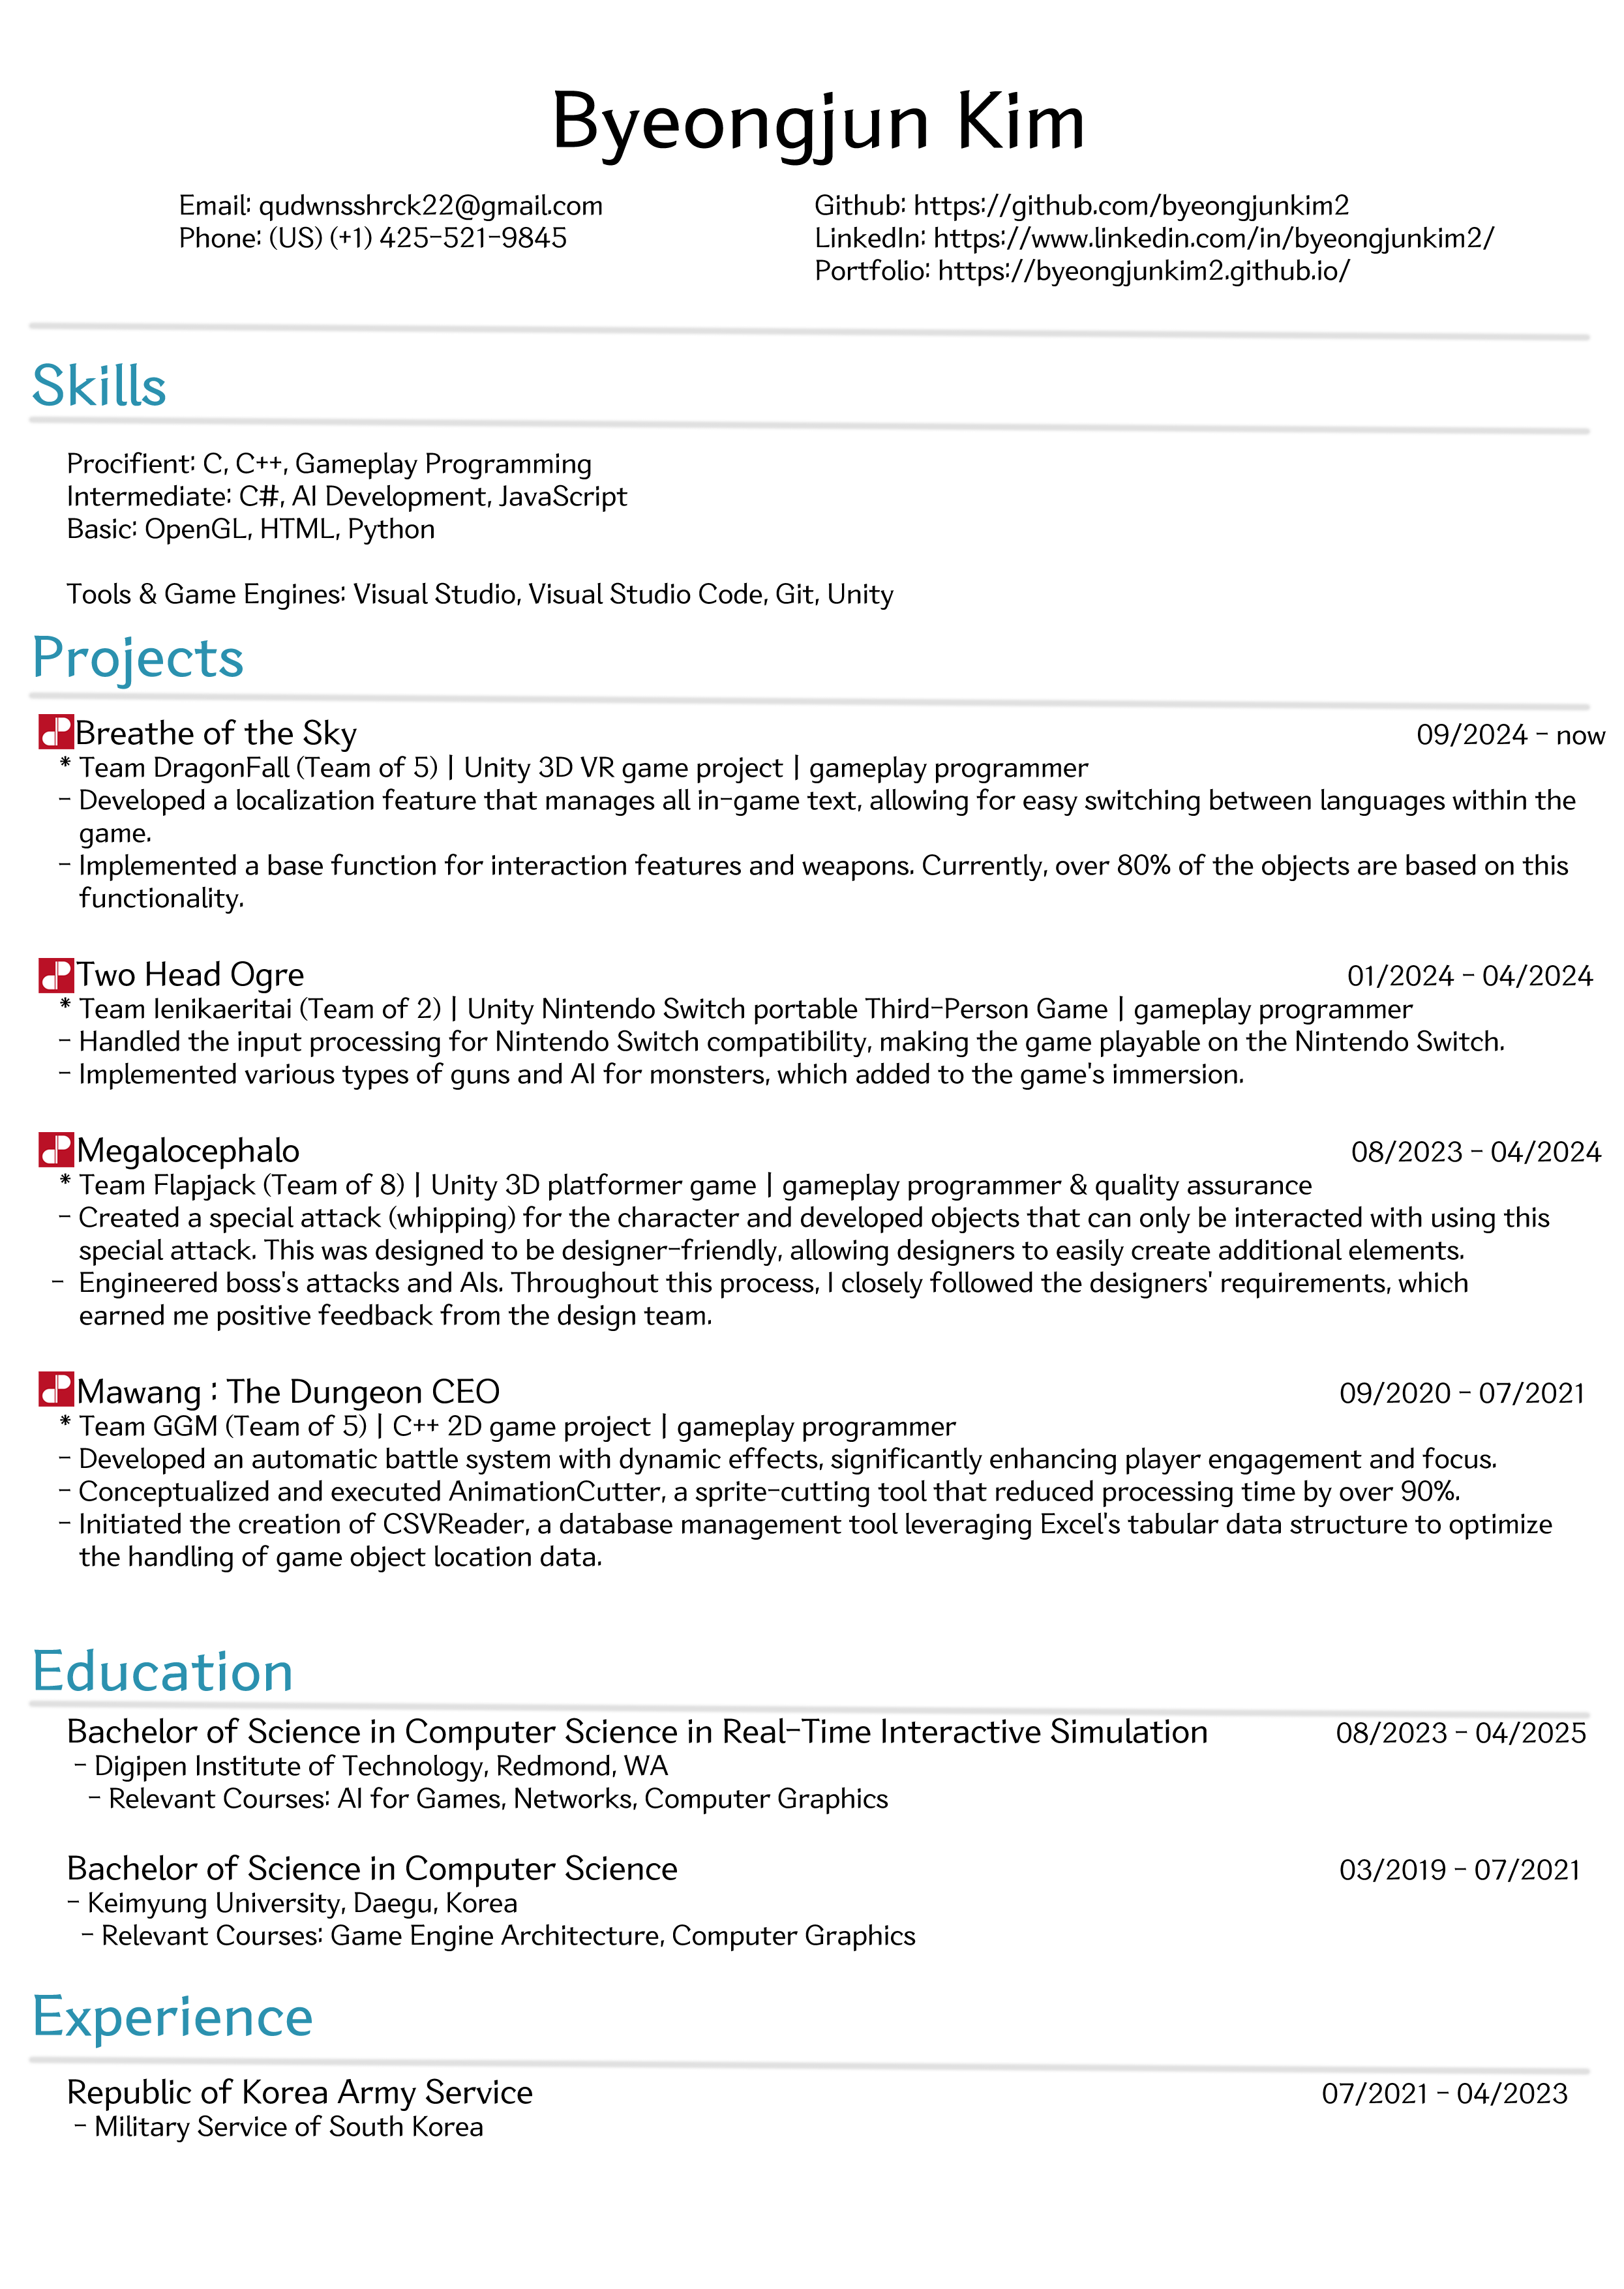 Byeongjun Kim
Email: qudwnsshrck22@gmail.com
Phone: (US) (+1) 425-521-9845
Github: https://github.com/byeongjunkim2
LinkedIn: https://www.linkedin.com/in/byeongjunkim2/
Portfolio: https://byeongjunkim2.github.io/
Skills
Procifient: C, C++, Gameplay Programming
Intermediate: C#, AI Development, JavaScript
Basic: OpenGL, HTML, Python
Tools & Game Engines: Visual Studio, Visual Studio Code, Git, Unity
Projects
Breathe of the Sky 09/2024 - now
* Team DragonFall (Team of 5) | Unity 3D VR game project | gameplay programmer
- Developed a localization feature that manages all in-game text, allowing for easy switching between languages within the
game.
- Implemented a base function for interaction features and weapons. Currently, over 80% of the objects are based on this
functionality.
Two Head Ogre 01/2024 - 04/2024
* Team Ienikaeritai (Team of 2) | Unity Nintendo Switch portable Third-Person Game | gameplay programmer
- Handled the input processing for Nintendo Switch compatibility, making the game playable on the Nintendo Switch.
- Implemented various types of guns and AI for monsters, which added to the game's immersion.
Megalocephalo 08/2023 - 04/2024
* Team Flapjack (Team of 8) | Unity 3D platformer game | gameplay programmer & quality assurance
- Created a special attack (whipping) for the character and developed objects that can only be interacted with using this
special attack. This was designed to be designer-friendly, allowing designers to easily create additional elements.
- Engineered boss's attacks and AIs. Throughout this process, I closely followed the designers' requirements, which
earned me positive feedback from the design team.
Mawang : The Dungeon CEO 09/2020 - 07/2021
* Team GGM (Team of 5) | C++ 2D game project | gameplay programmer
- Developed an automatic battle system with dynamic effects, significantly enhancing player engagement and focus.
- Conceptualized and executed AnimationCutter, a sprite-cutting tool that reduced processing time by over 90%.
- Initiated the creation of CSVReader, a database management tool leveraging Excel's tabular data structure to optimize
the handling of game object location data.
Education
Bachelor of Science in Computer Science in Real-Time Interactive Simulation 08/2023 - 04/2025
- Digipen Institute of Technology, Redmond, WA
- Relevant Courses: AI for Games, Networks, Computer Graphics
Bachelor of Science in Computer Science 03/2019 - 07/2021
- Keimyung University, Daegu, Korea
- Relevant Courses: Game Engine Architecture, Computer Graphics
Experience
Republic of Korea Army Service 07/2021 - 04/2023
- Military Service of South Korea